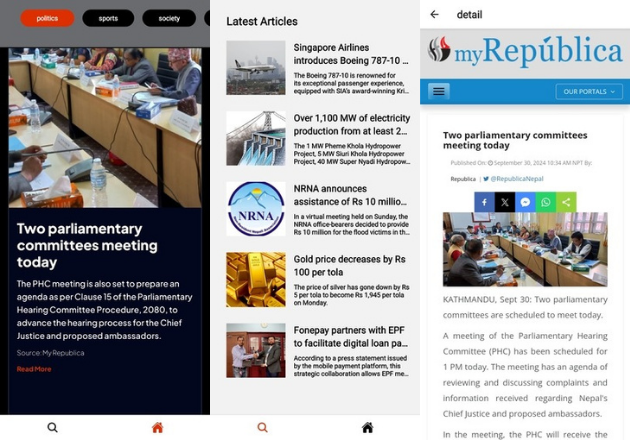 politics
sports
society
Two parliamentary
committees meeting
today
The PHC meeting is also set to prepare an
agenda as per Clause 15 of the Parliamentary
Hearing Committee Procedure, 2080, to
advance the hearing process for the Chief
Justice and proposed ambassadors.
Source:My Republica
Read More
Latest Articles
Singapore Airlines
introduces Boeing 787-10 ...
The Boeing 787-10 is renowned for
its exceptional passenger experience,
equipped with SIA's award-winning Kri...
Over 1,100 MW of electricity
production from at least 2...
The 1 MW Pheme Khola Hydropower
Project, 5 MW Siuri Khola Hydropower
Project, 40 MW Super Nyadi Hydropow...
NRNA
NRNA announces
assistance of Rs 10 millio...
In a virtual meeting held on Sunday, the
NRNA office-bearers decided to provide
Rs 10 million for the flood victims in th...
Gold price decreases by Rs
100 per tola
The price of silver has gone down by Rs
5 per tola to become Rs 1,945 per tola
on Monday.
Fonepay partners with EPF
to facilitate digital loan pa...
According to a press statement issued
by the mobile payment platform, this
strategic collaboration allows EPF me...
detail
myRepública
OUR PORTALS
Two parliamentary committees
meeting today
Published On: September 30, 2024 10:34 AM NPT By:
Republica | @RepublicaNepal
KATHMANDU, Sept 30: Two parliamentary
committees are scheduled to meet today.
A meeting of the Parliamentary Hearing
Committee (PHC) has been scheduled for
1 PM today. The meeting has an agenda of
reviewing and discussing complaints and
information received regarding Nepal's
Chief Justice and proposed ambassadors.
In the meeting, the PHC will receive the